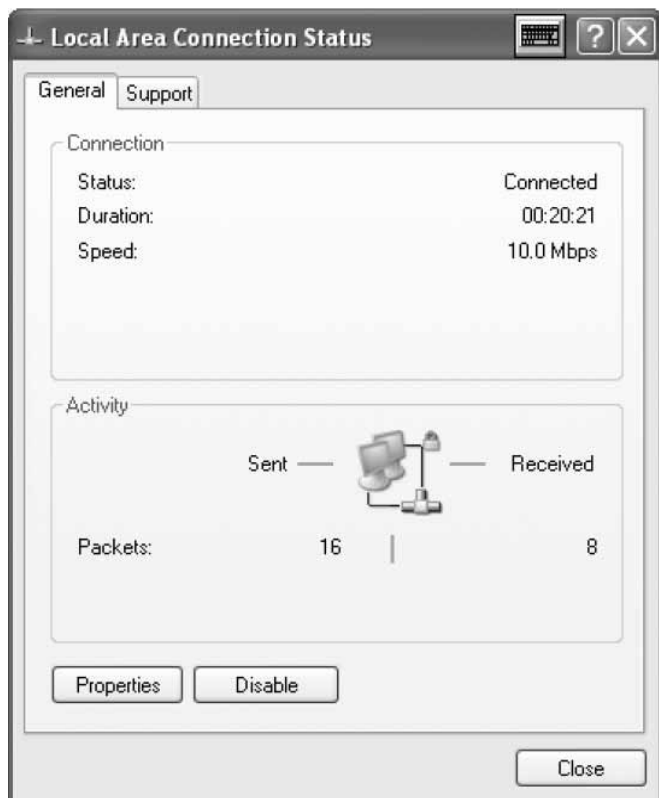 Local Area Connection Status
General Support
Connection
Status: Connected
Duration: 00:20:21
Speed: 10.0 Mbps
Activity
Sent Received
Packets: 16 8
Properties Disable
Close